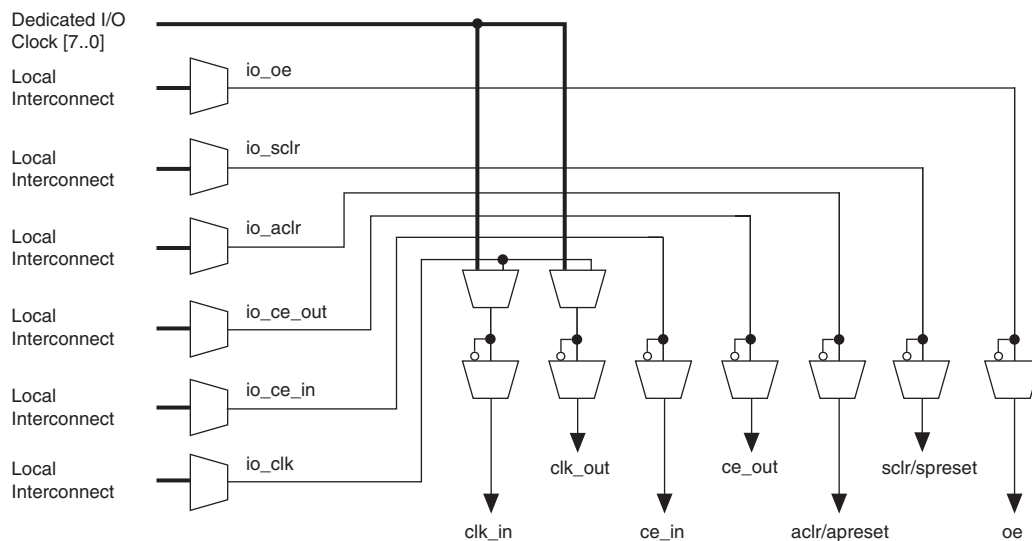 Dedicated I/O
Clock [7..0]
Local
Interconnect
io_oe
Local
Interconnect
io_sclr
Local
Interconnect
io_aclr
Local
Interconnect
io_ce_out
Local
Interconnect
io_ce_in
Local
Interconnect
io_clk
clk_out
ce_out
sclr/spreset
clk_in
ce_in
aclr/apreset
oe